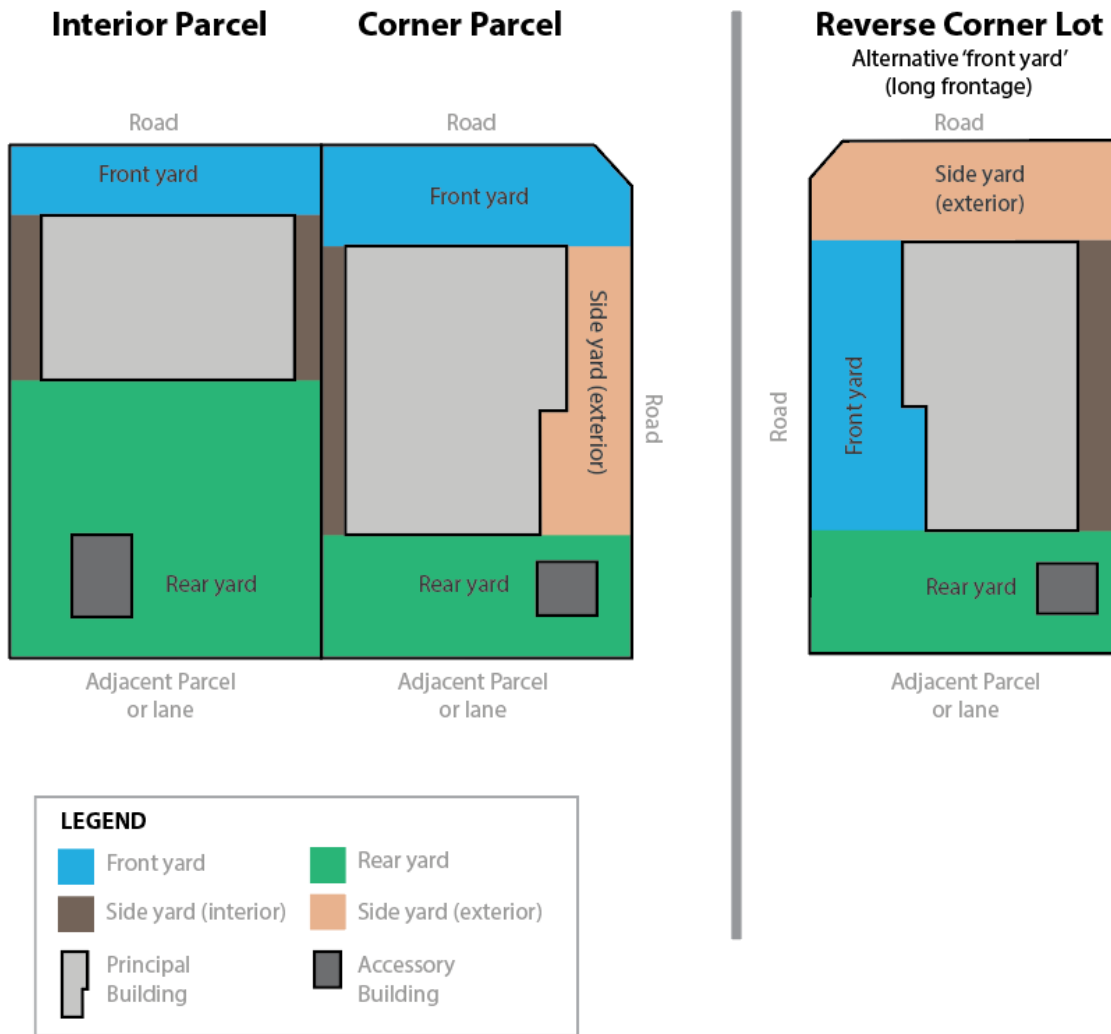 Interior Parcel
Corner Parcel
Reverse Corner Lot
Alternative ‘front yard’
(long frontage)
Road
Road
Road
Front yard
Front yard
Side yard
(exterior)
Side yard (exterior)
Road
Road
Front yard
Rear yard
Rear yard
Rear yard
Adjacent Parcel
or lane
Adjacent Parcel
or lane
Adjacent Parcel
or lane
LEGEND
Front yard
Rear yard
Side yard (interior)
Side yard (exterior)
Principal
Building
Accessory
Building